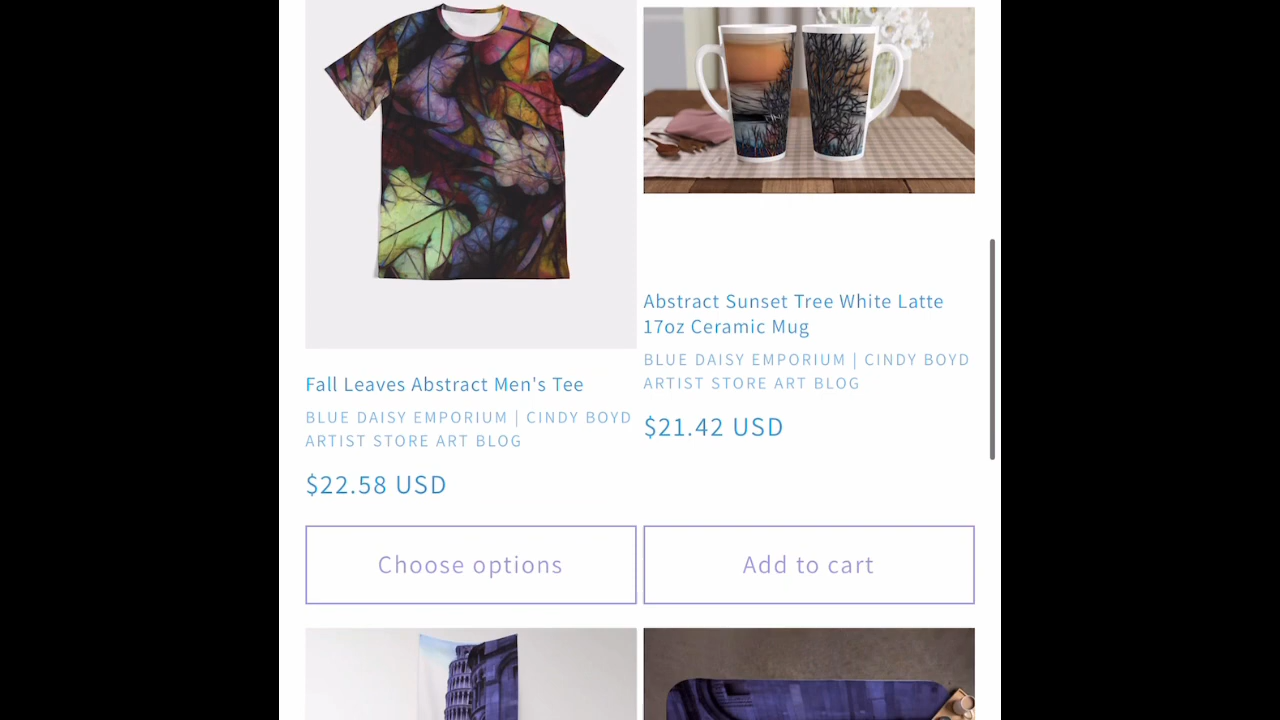 Fall Leaves Abstract Men's Tee
BLUE DAISY EMPORIUM | CINDY BOYD
ARTIST STORE ART BLOG
$22.58 USD
Choose options
Abstract Sunset Tree White Latte
17oz Ceramic Mug
BLUE DAISY EMPORIUM | CINDY BOYD
ARTIST STORE ART BLOG
$21.42 USD
Add to cart